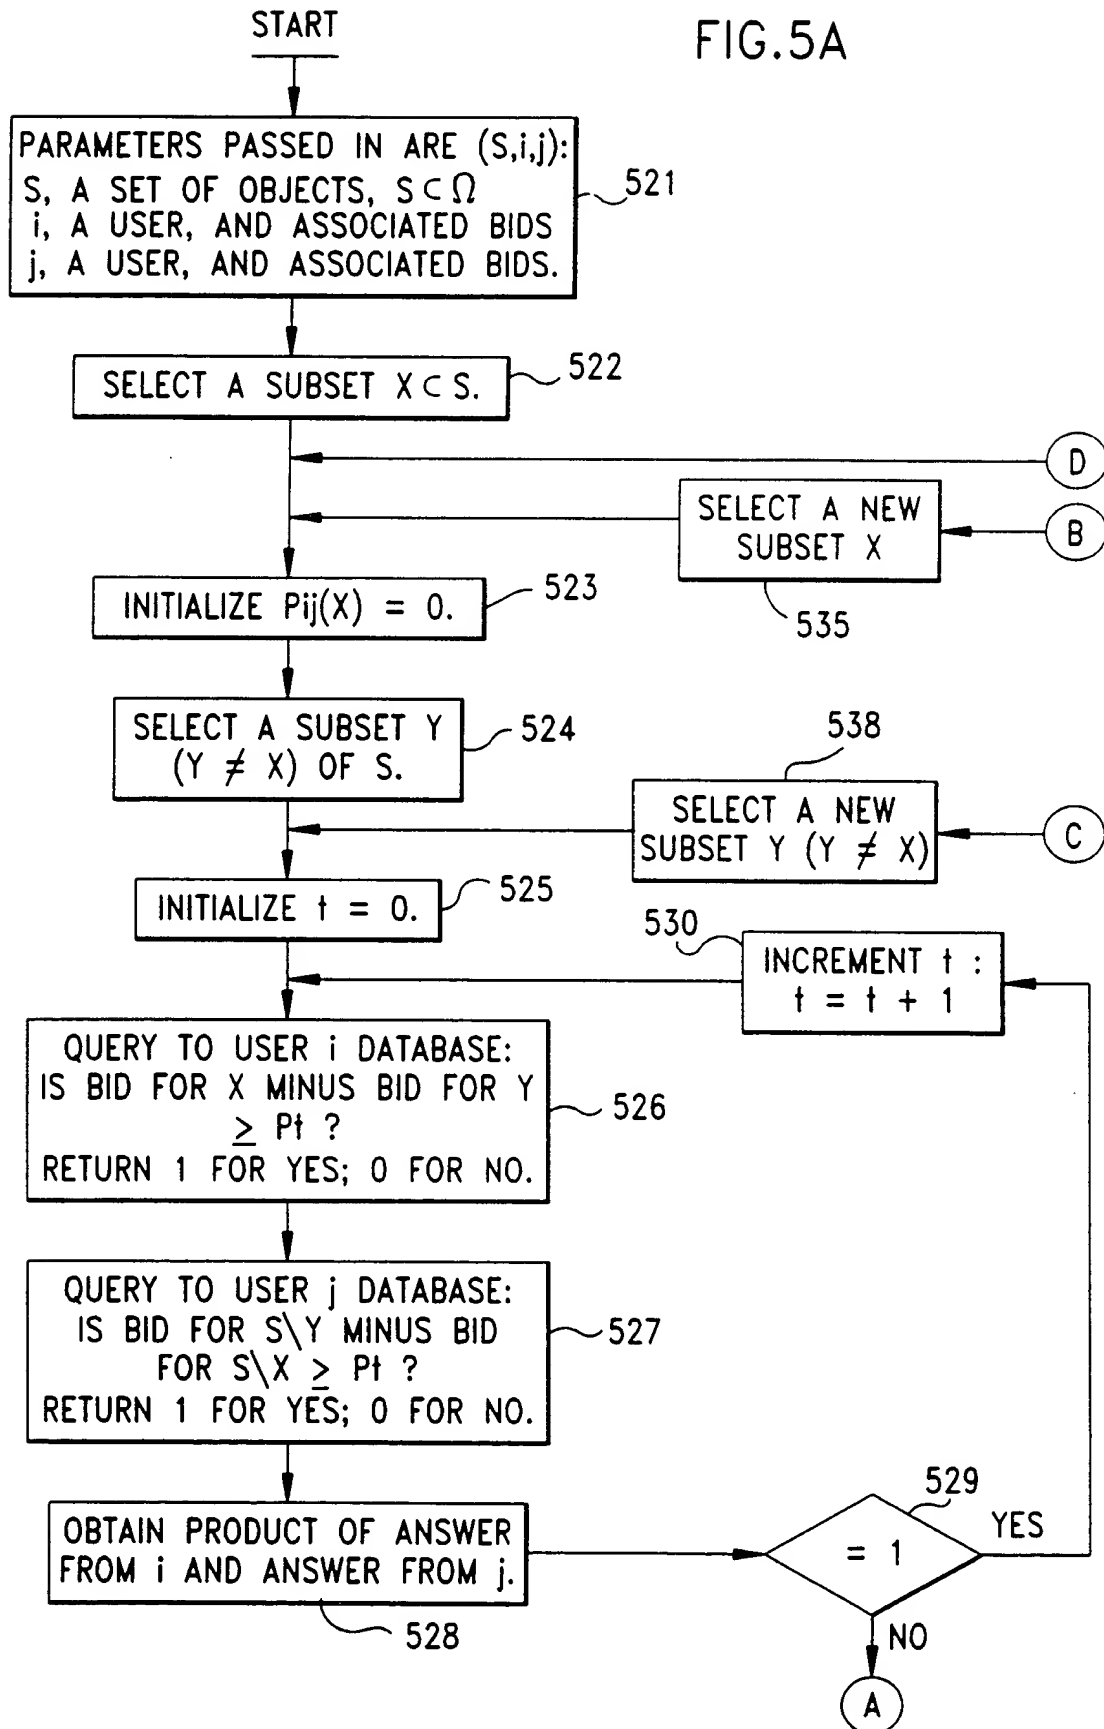 START
FIG.5A
PARAMETERS PASSED IN ARE (S,i,j):
S, A SET OF OBJECTS, S⊂Ω
i, A USER, AND ASSOCIATED BIDS
j, A USER, AND ASSOCIATED BIDS.
521
SELECT A SUBSET X⊂S.
522
D
SELECT A NEW
SUBSET X
B
535
INITIALIZE Pij(X) = 0.
523
SELECT A SUBSET Y
(Y ≠ X) OF S.
524
538
SELECT A NEW
SUBSET Y (Y ≠ X)
C
INITIALIZE t = 0.
525
530
INCREMENT t :
t = t + 1
QUERY TO USER i DATABASE:
IS BID FOR X MINUS BID FOR Y
≥ Pt ?
RETURN 1 FOR YES; 0 FOR NO.
526
QUERY TO USER j DATABASE:
IS BID FOR S\Y MINUS BID
FOR S\X ≥ Pt ?
RETURN 1 FOR YES; 0 FOR NO.
527
OBTAIN PRODUCT OF ANSWER
FROM i AND ANSWER FROM j.
528
529
= 1
YES
NO
A